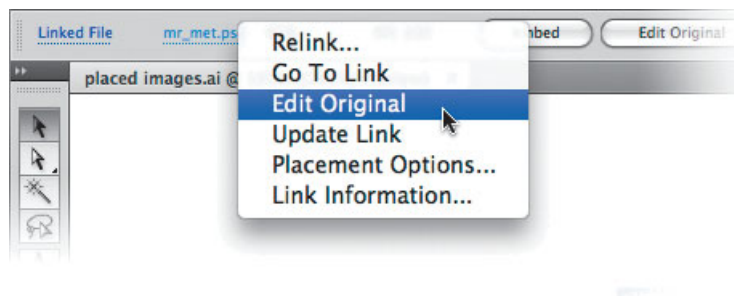 Linked File mr_met.ps Edit Original
placed images.ai @
Relink...
Go To Link
Edit Original
Update Link
Placement Options...
Link Information...